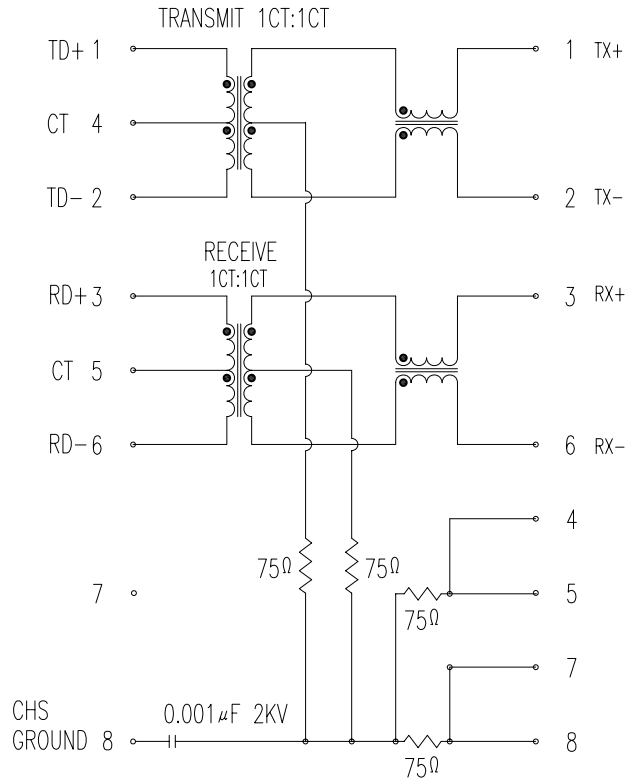 TRANSMIT 1CT:1CT
TD+ 1
1 TX+
CT 4
TD- 2
2 TX-
RECEIVE
1CT:1CT
RD+ 3
3 RX+
CT 5
RD- 6
6 RX-
4
75Ω
75Ω
7
5
75Ω
7
CHS
GROUND 8
0.001μF 2KV
8
75Ω